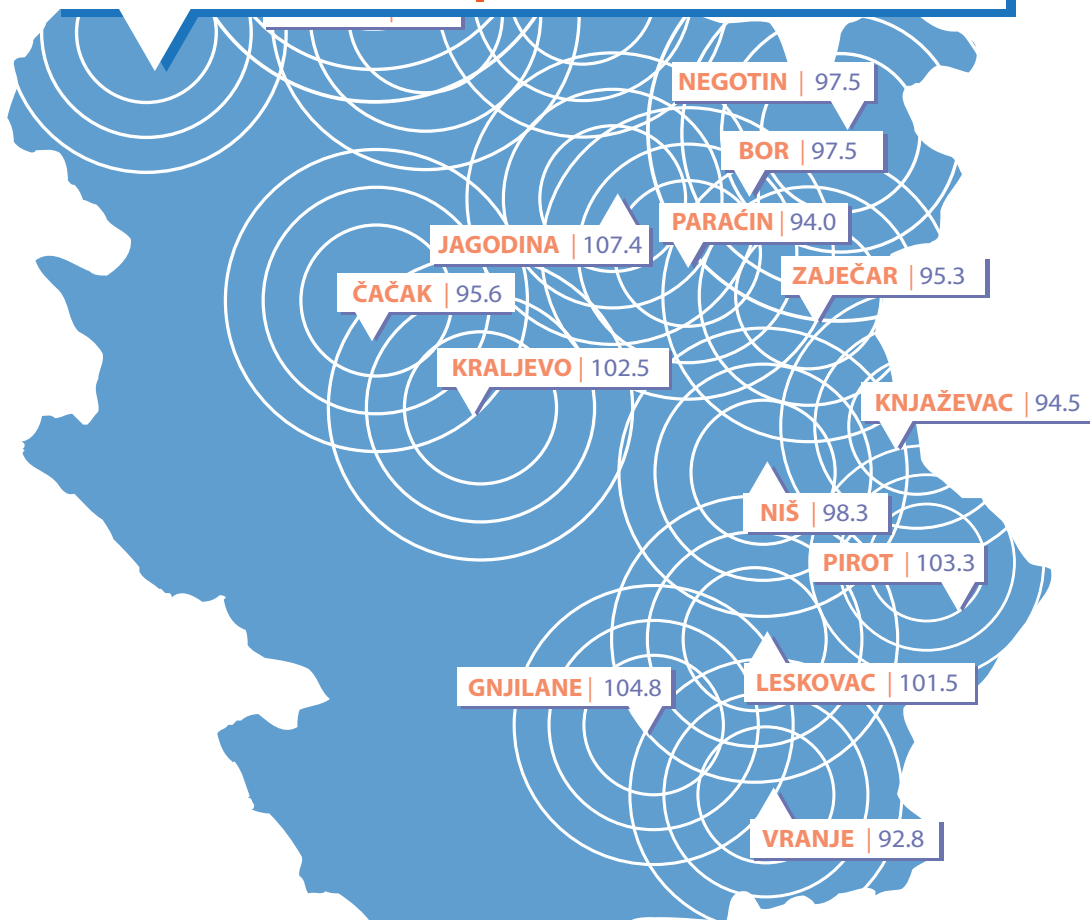 NEGOTIN | 97.5
BOR | 97.5
PARAĆIN | 94.0
JAGODINA | 107.4
ZAJEČAR | 95.3
ČAČAK | 95.6
KRALJEVO | 102.5
KNJAŽEVAC | 94.5
NIŠ | 98.3
PIROT | 103.3
GNJILANE | 104.8
LESKOVAC | 101.5
VRANJE | 92.8